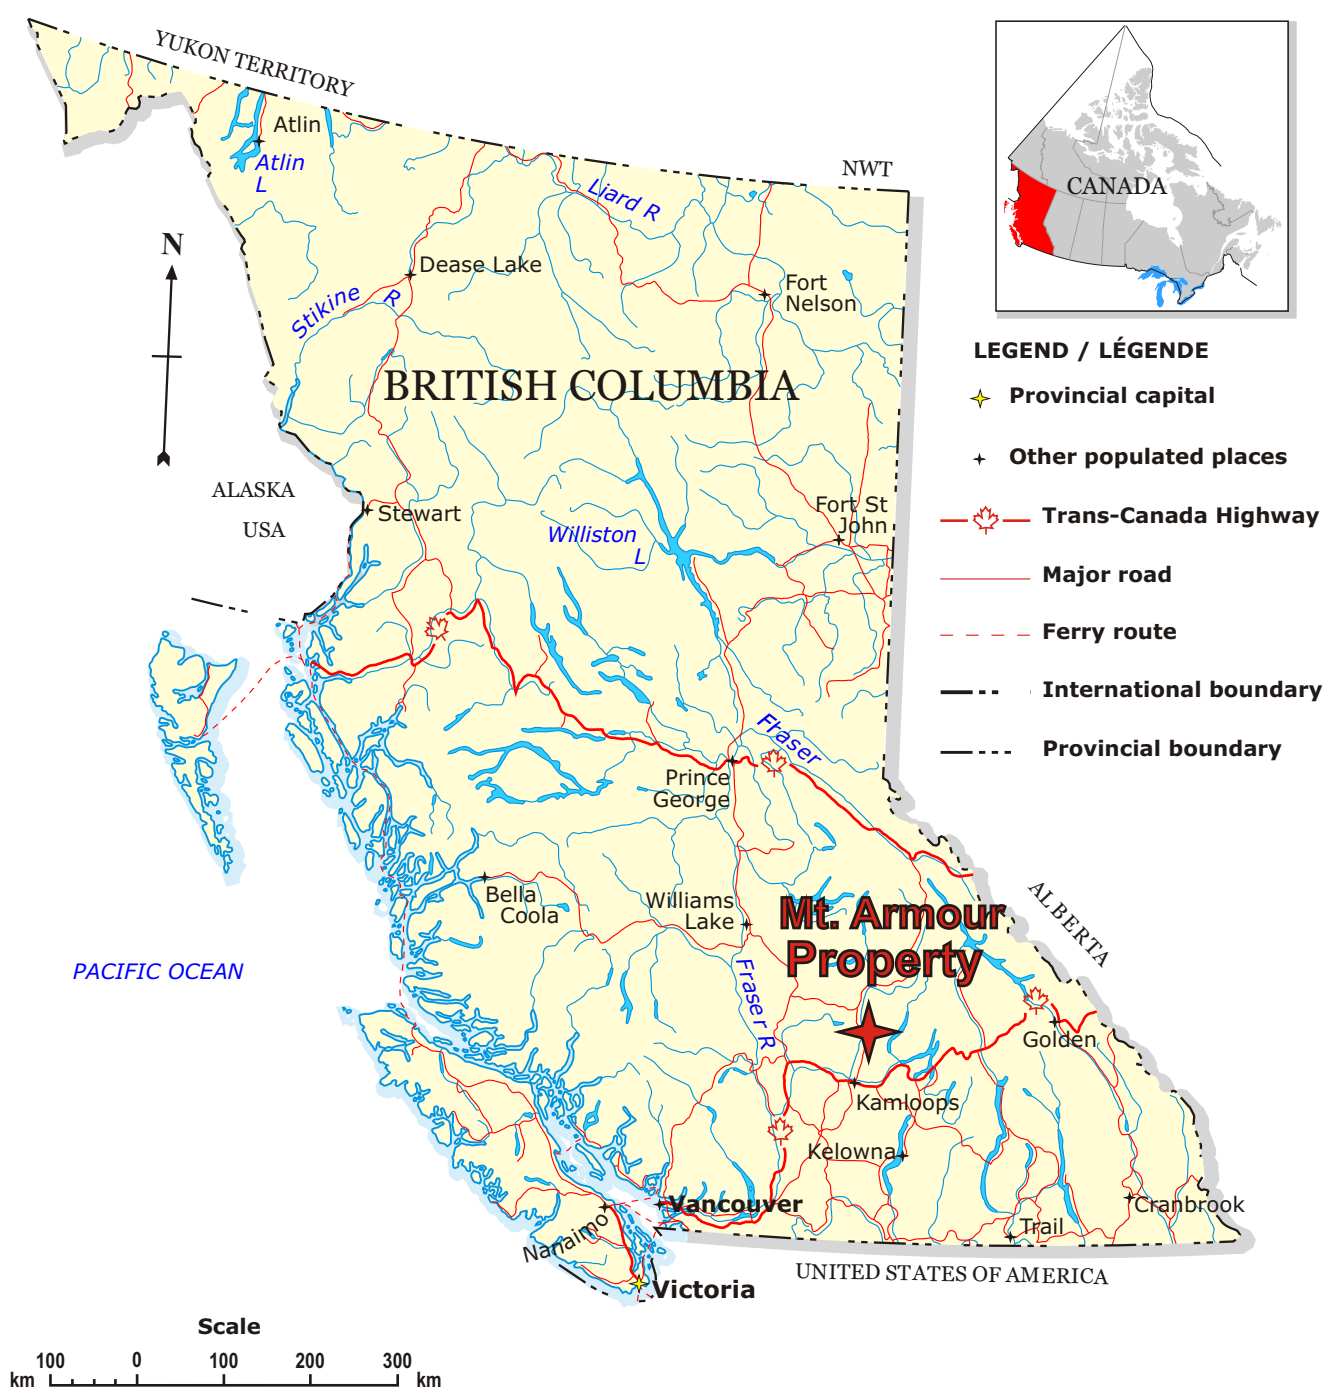 YUKON TERRITORY
NWT
CANADA
Atlin
Atlin
L
Liard R
N
Dease Lake
Stikine
R
Fort
Nelson
LEGEND / LÉGENDE
BRITISH COLUMBIA
Provincial capital
Other populated places
ALASKA
USA
Stewart
Fort St
John
Williston
L
Trans-Canada Highway
Major road
Ferry route
International boundary
Provincial boundary
Fraser
Prince
George
Bella
Coola
Williams
Lake
Mt. Armour
Property
ALBERTA
PACIFIC OCEAN
Fraser R
Golden
Kamloops
Kelowna
Vancouver
Cranbrook
Trail
Nanaimo
Victoria
UNITED STATES OF AMERICA
Scale
100 0 100 200 300
km km